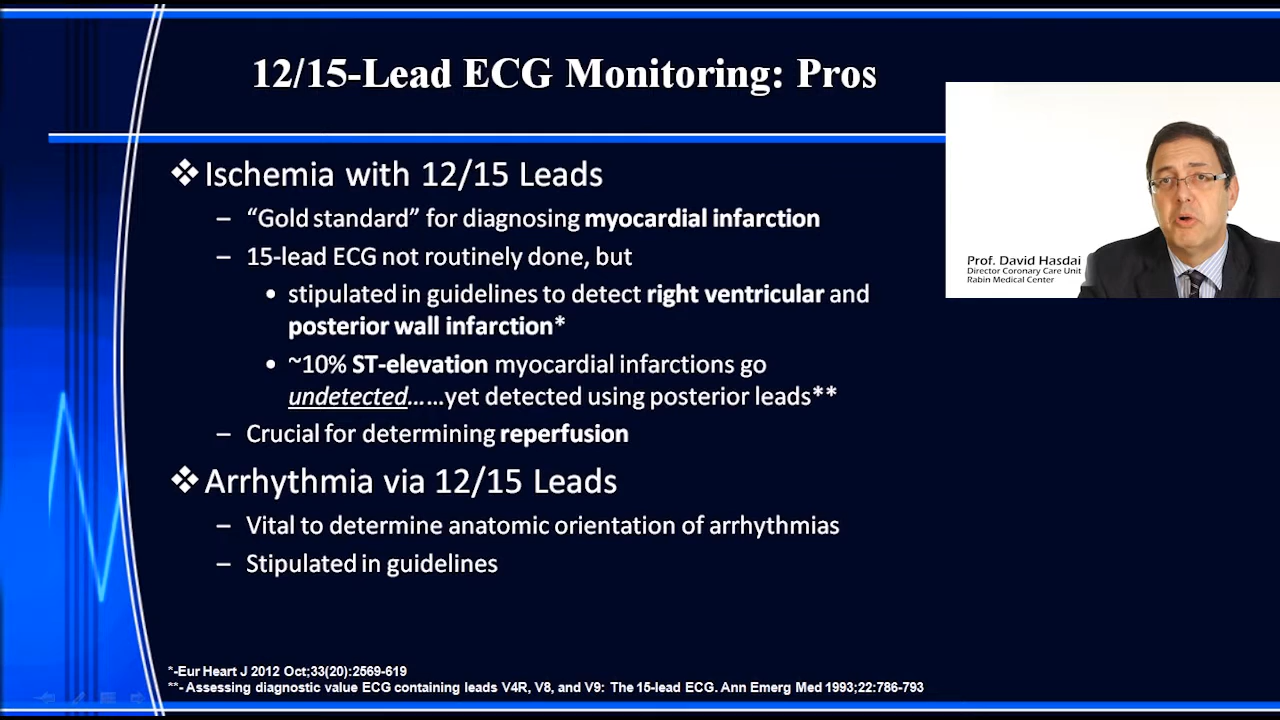 12/15-Lead ECG Monitoring: Pros
❖ Ischemia with 12/15 Leads
– “Gold standard” for diagnosing myocardial infarction
– 15-lead ECG not routinely done, but
• stipulated in guidelines to detect right ventricular and
posterior wall infarction*
• ~10% ST-elevation myocardial infarctions go
undetected……yet detected using posterior leads**
– Crucial for determining reperfusion
❖ Arrhythmia via 12/15 Leads
– Vital to determine anatomic orientation of arrhythmias
– Stipulated in guidelines
*-Eur Heart J 2012 Oct;33(20):2569-619
**- Assessing diagnostic value ECG containing leads V4R, V8, and V9: The 15-lead ECG. Ann Emerg Med 1993;22:786-793
Prof. David Hasdai
Director Coronary Care Unit
Rabin Medical Center